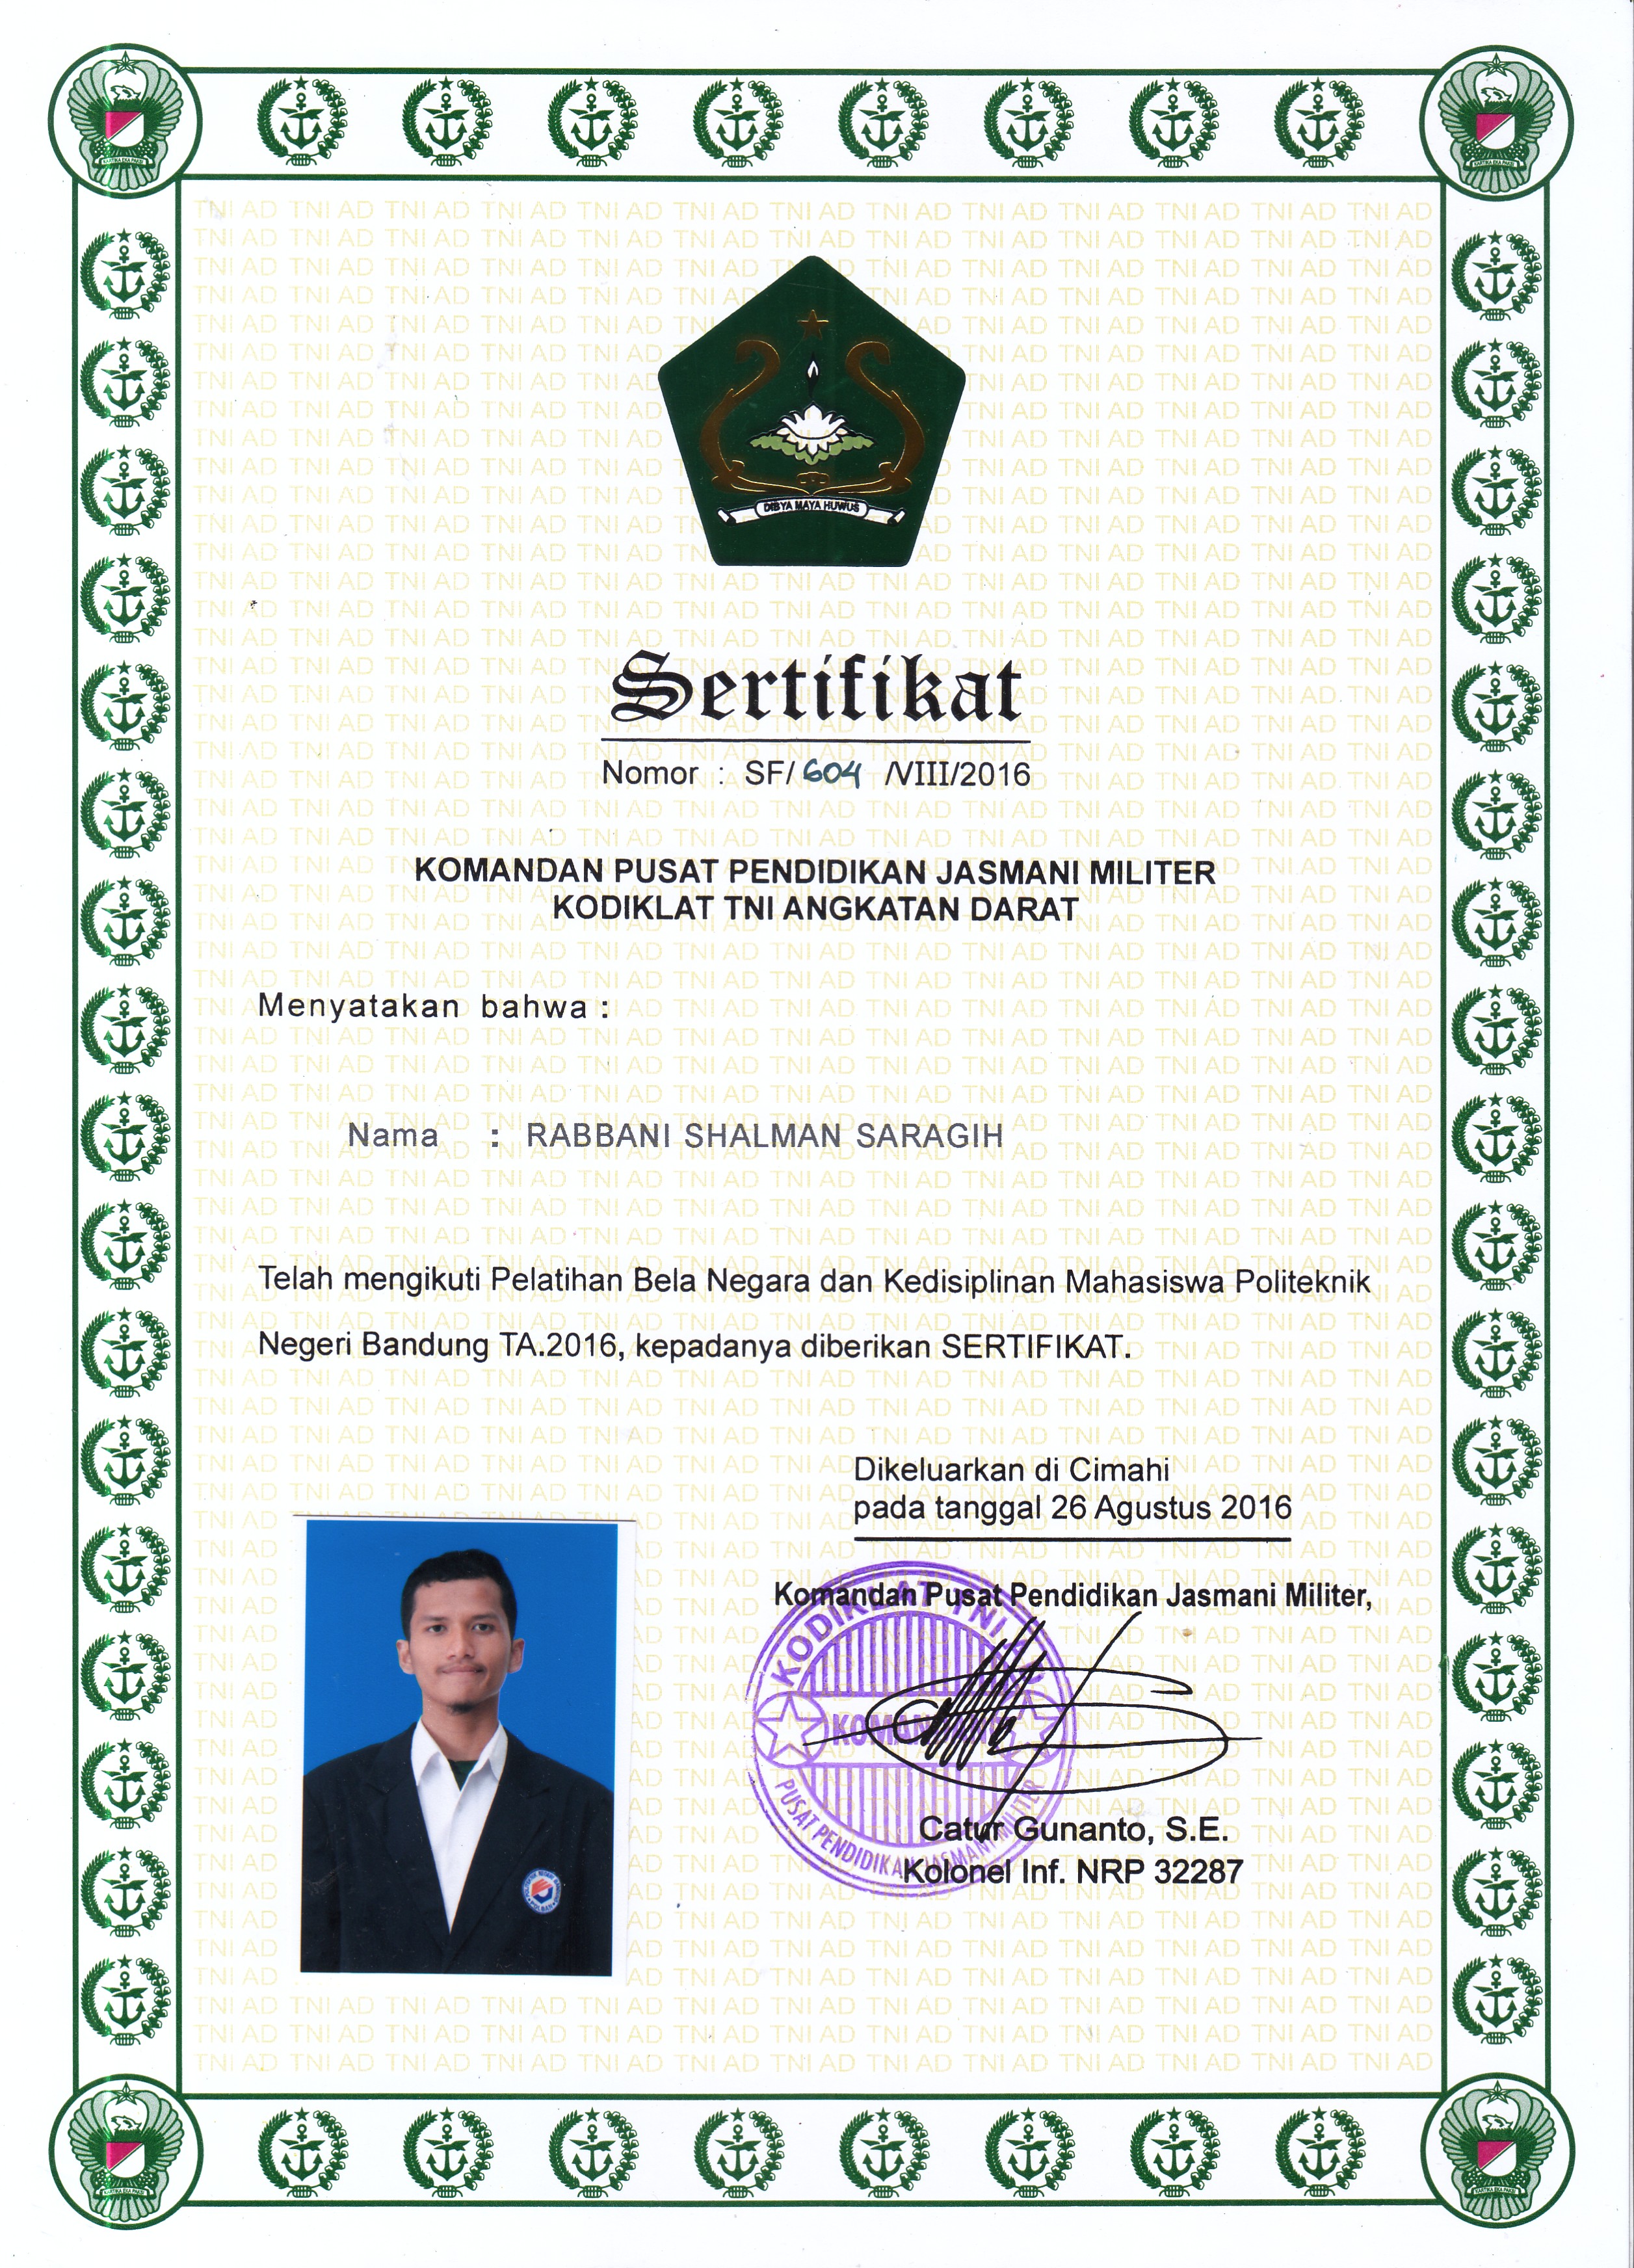 DIBYA MAYA HUWUS
Sertifikat
Nomor : SF/604 /VIII/2016
KOMANDAN PUSAT PENDIDIKAN JASMANI MILITER
KODIKLAT TNI ANGKATAN DARAT
Menyatakan bahwa :
Nama : RABBANI SHALMAN SARAGIH
Telah mengikuti Pelatihan Bela Negara dan Kedisiplinan Mahasiswa Politeknik
Negeri Bandung TA.2016, kepadanya diberikan SERTIFIKAT.
Dikeluarkan di Cimahi
pada tanggal 26 Agustus 2016
Komandan Pusat Pendidikan Jasmani Militer,
KODIKLAT TNI
PUSAT PENDIDIKAN JASMANI MILITER
Catur Gunanto, S.E.
Kolonel Inf. NRP 32287